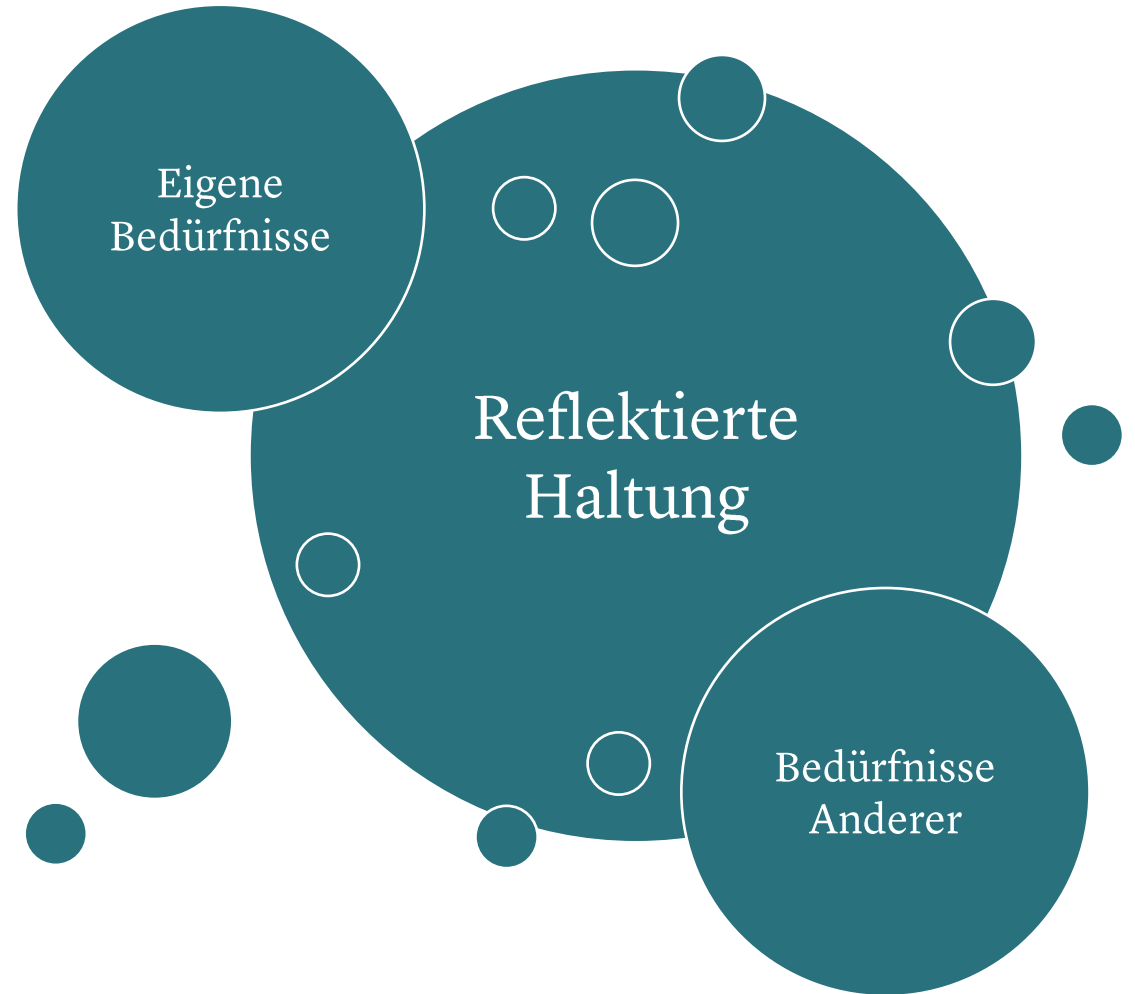 Eigene
Bedürfnisse
Reflektierte
Haltung
Bedürfnisse
Anderer